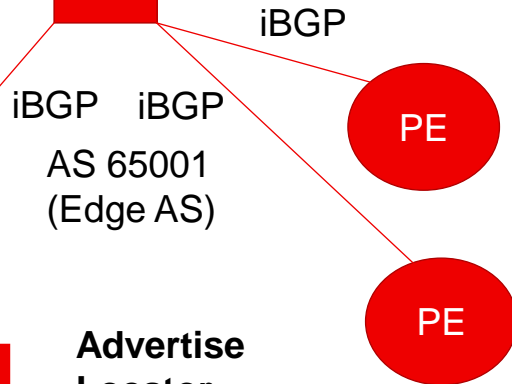 iBGP
iBGP iBGP
PE
AS 65001
(Edge AS)
PE
Advertise